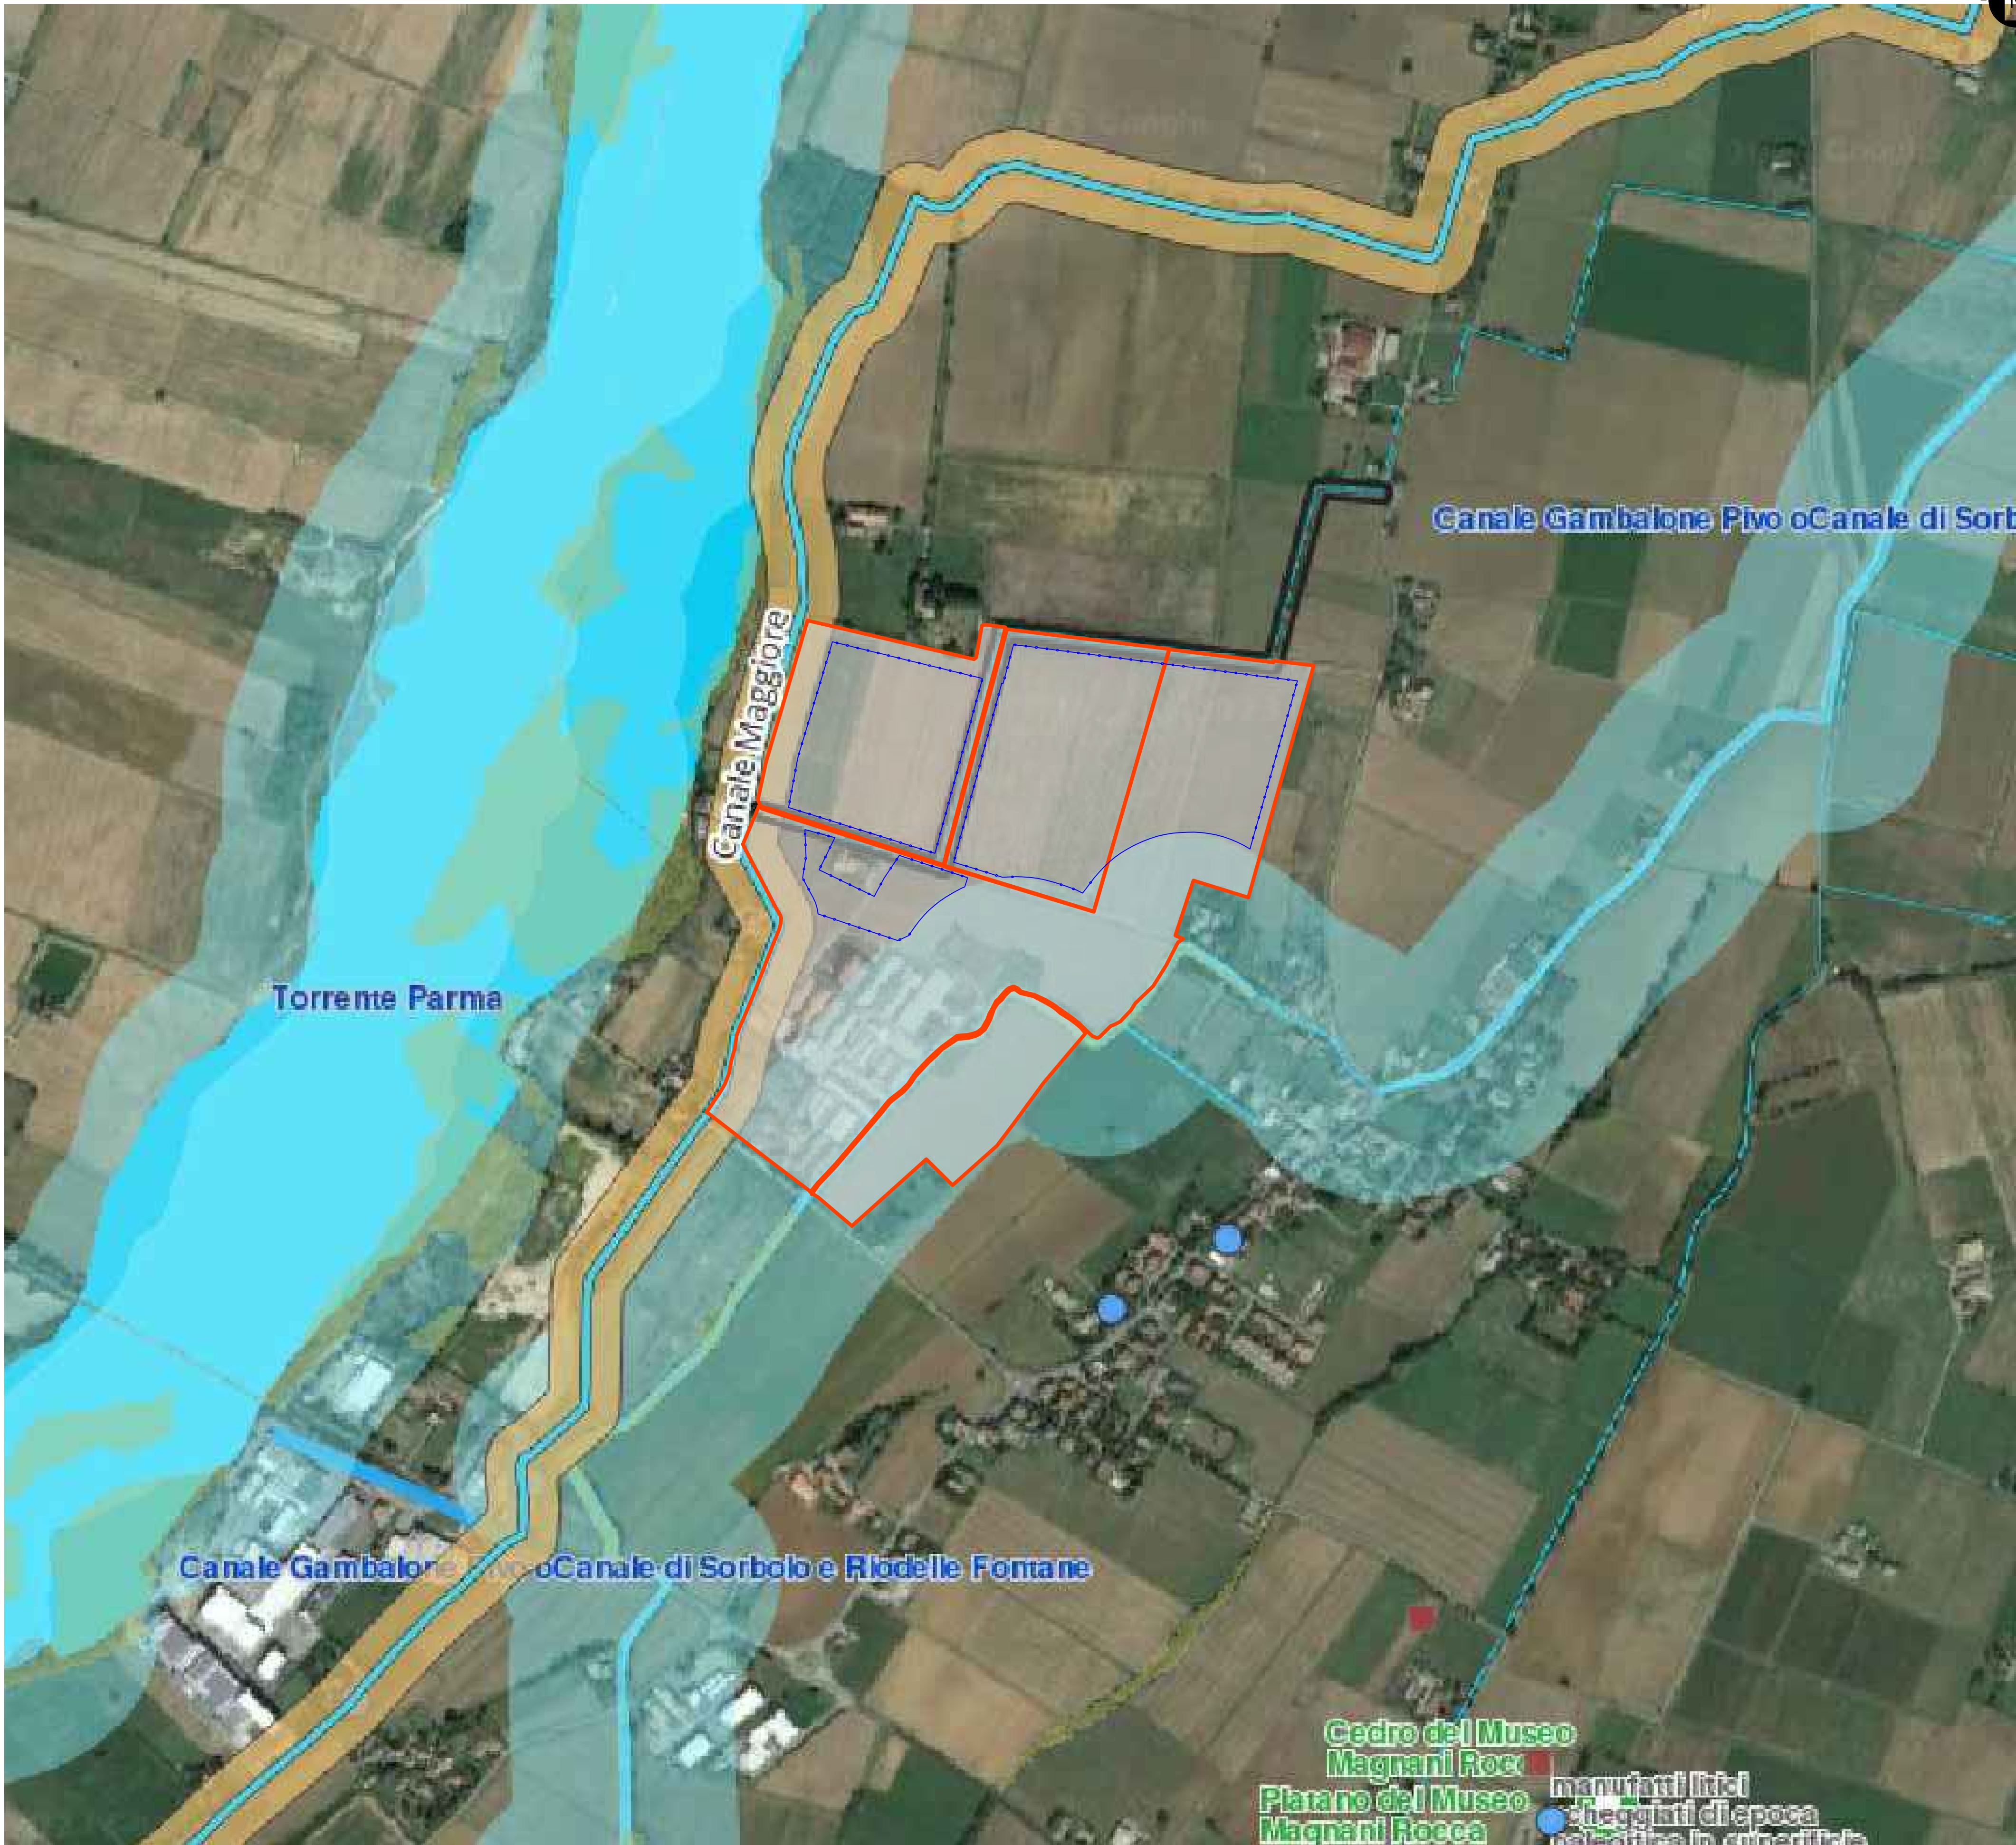 Canale Gambalone Pivo oCanale di Sorb
Canale Maggiore
Torrente Parma
Canale Gambalone oCanale di Sorbolo e Riodelle Fontane
Cedro del Museo
Magnani Rocc
Platano del Museo
Magnani Rocca
manufatti litici
cheggiati di epoca